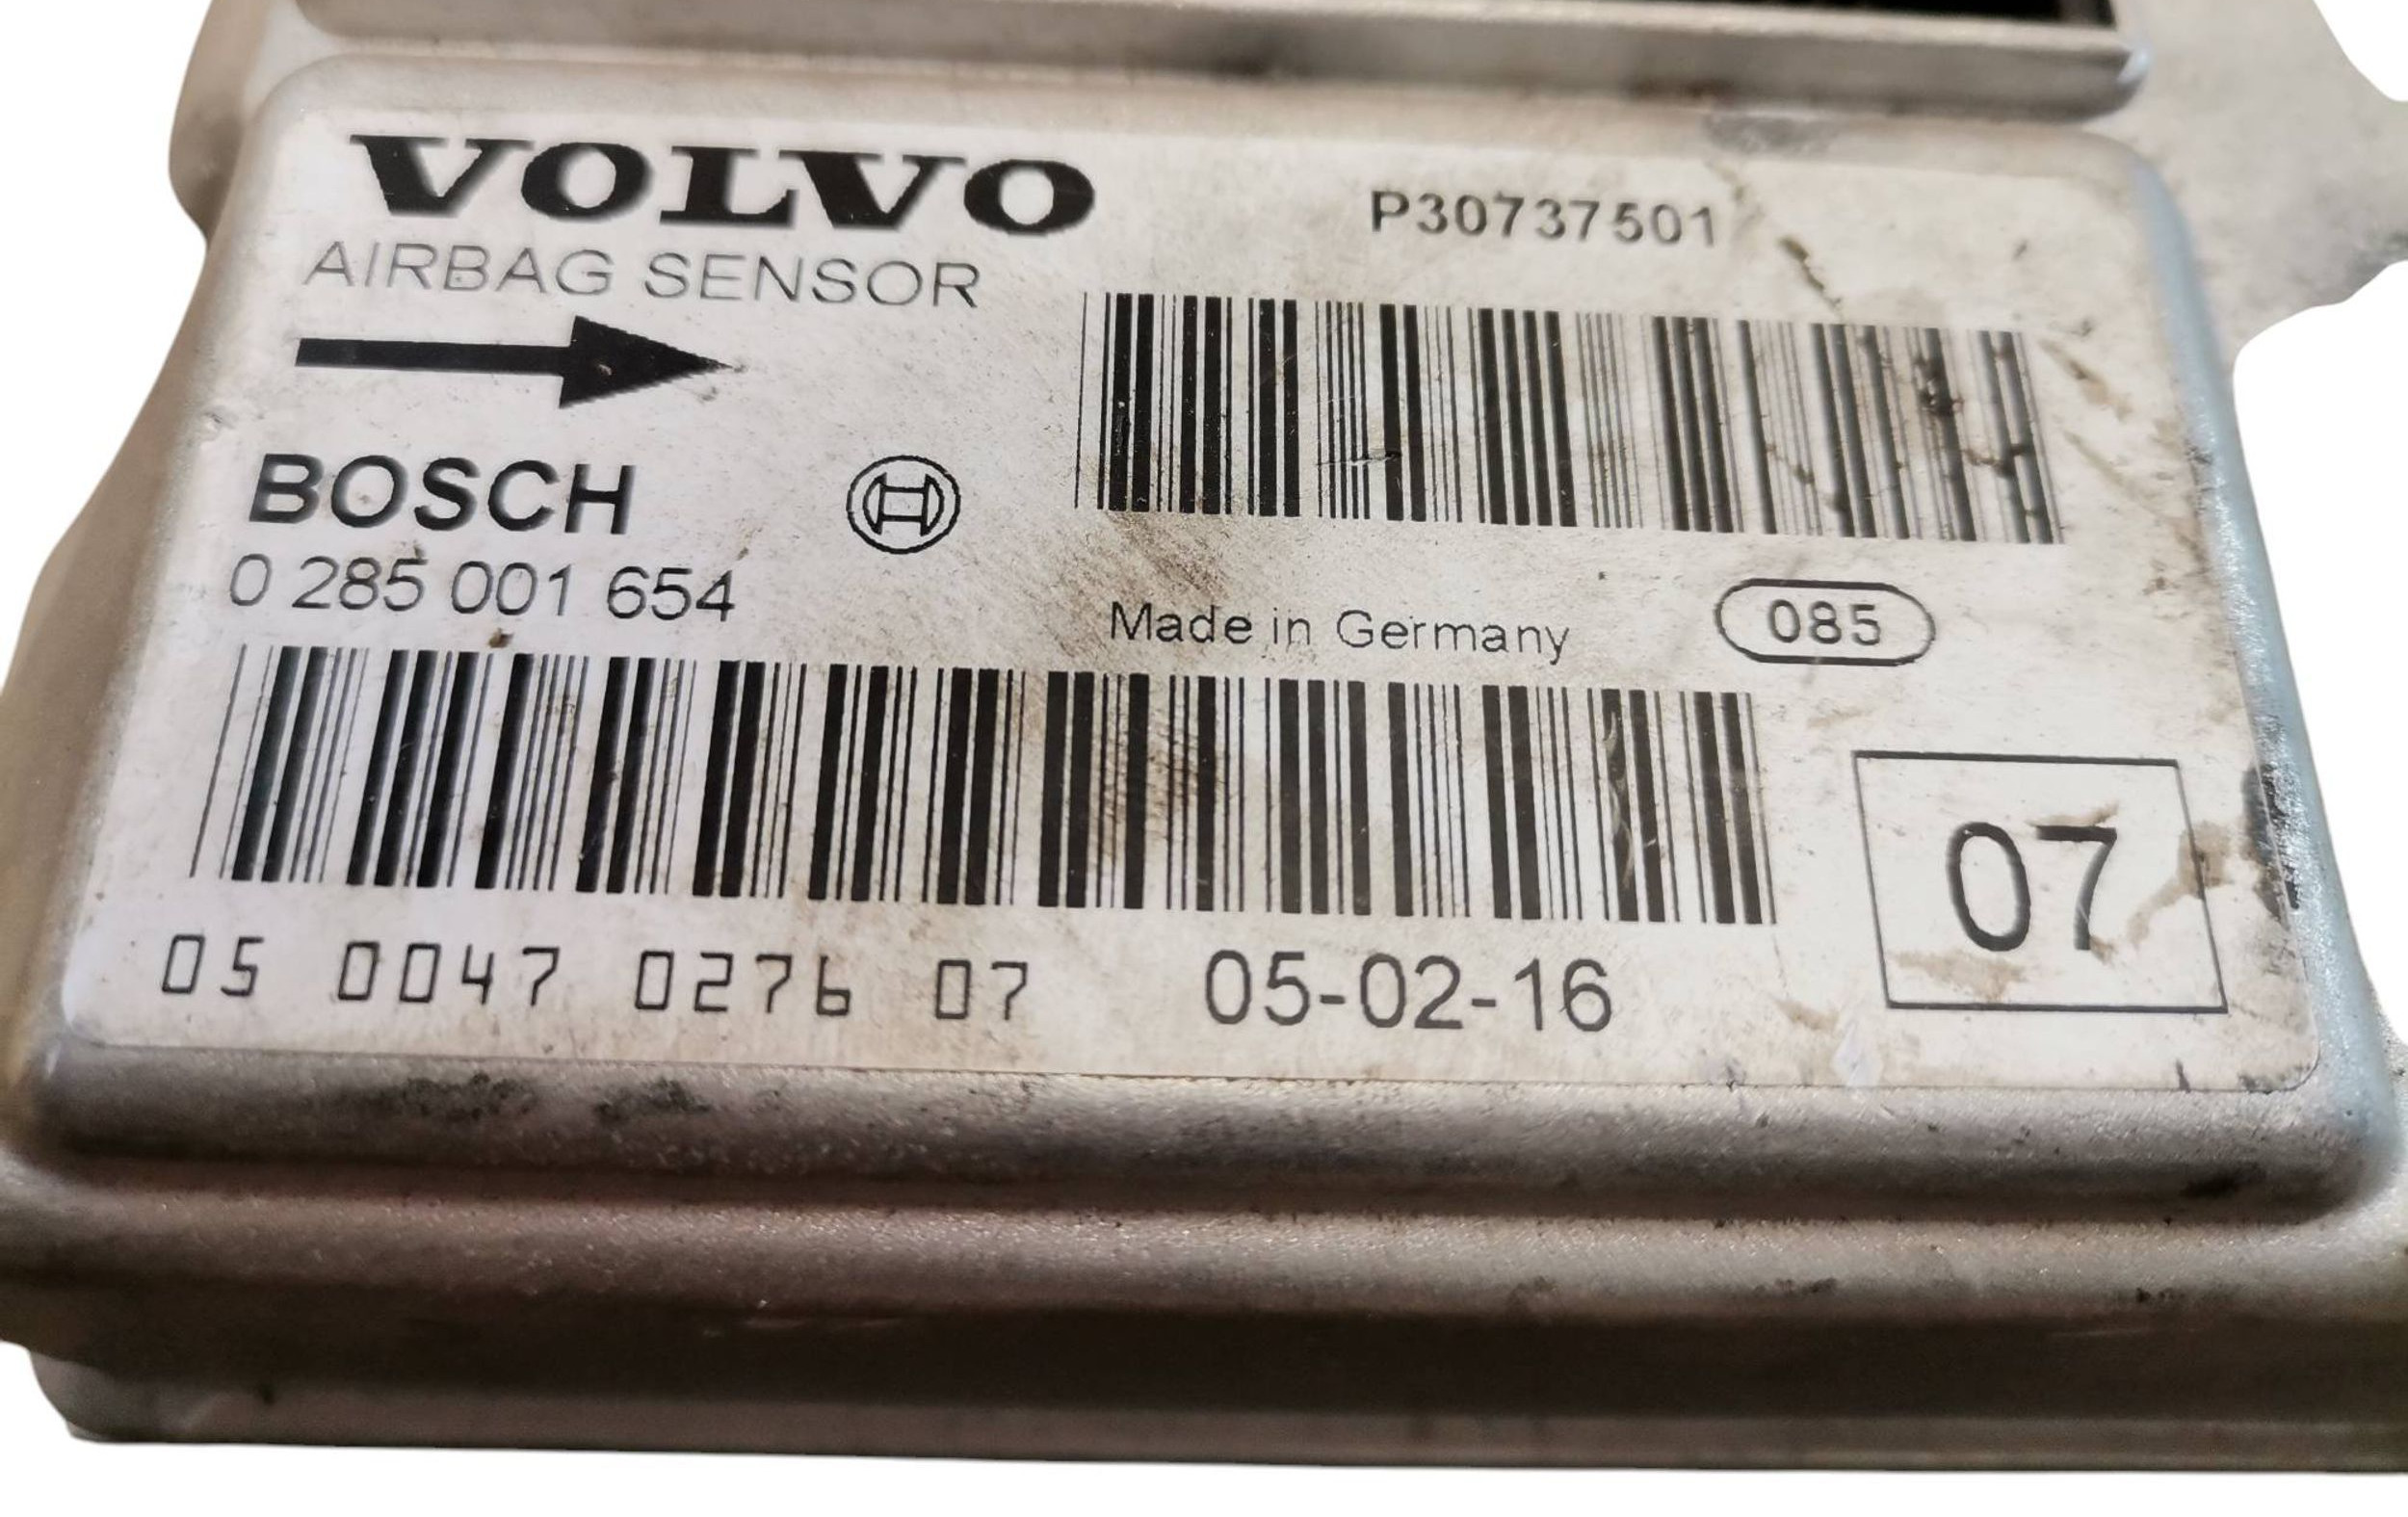 VOLVO
P30737501
AIRBAG SENSOR
BOSCH
0 285 001 654
Made in Germany
085
07
05 0047 0276 07
05-02-16